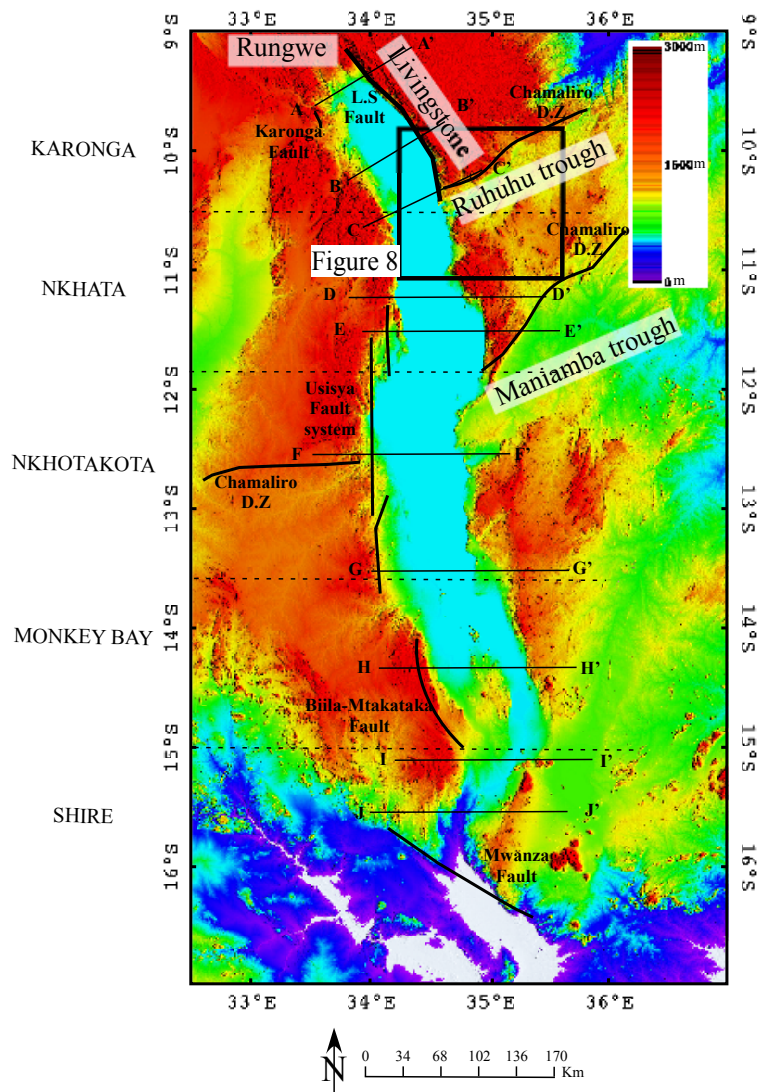 33°E 34°E 35°E 36°E
9°S
10°S
11°S
12°S
13°S
14°S
15°S
16°S
KARONGA
NKHATA
NKHOTAKOTA
MONKEY BAY
SHIRE
Rungwe
Livingstone
A'
L.S
Fault
A
Karonga
Fault
B'
B
Chamaliro
D.Z
C'
C
Ruhuhu trough
Figure 8
Chamaliro
D.Z
3000m
1500m
0m
D
D'
E
E'
Maniamba trough
Usisya
Fault
system
F
F'
Chamaliro
D.Z
G
G'
H
H'
Biila-Mtakataka
Fault
I
I'
J
J'
Mwanza
Fault
9°S
10°S
11°S
12°S
13°S
14°S
15°S
16°S
33°E 34°E 35°E 36°E
N
0 34 68 102 136 170
Km